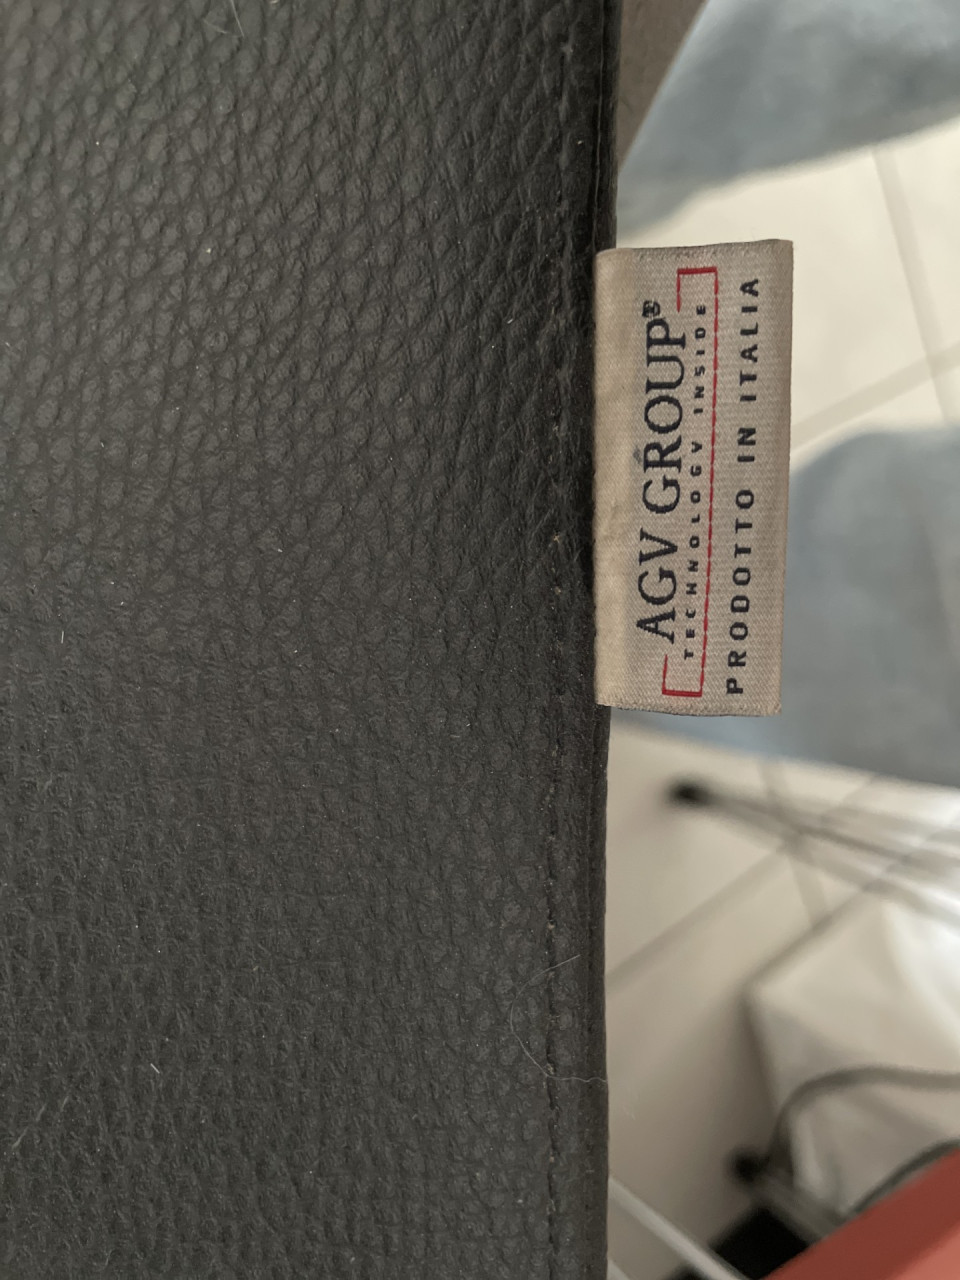 AGV GROUP®
TECHNOLOGY INSIDE
PRODOTTO IN ITALIA